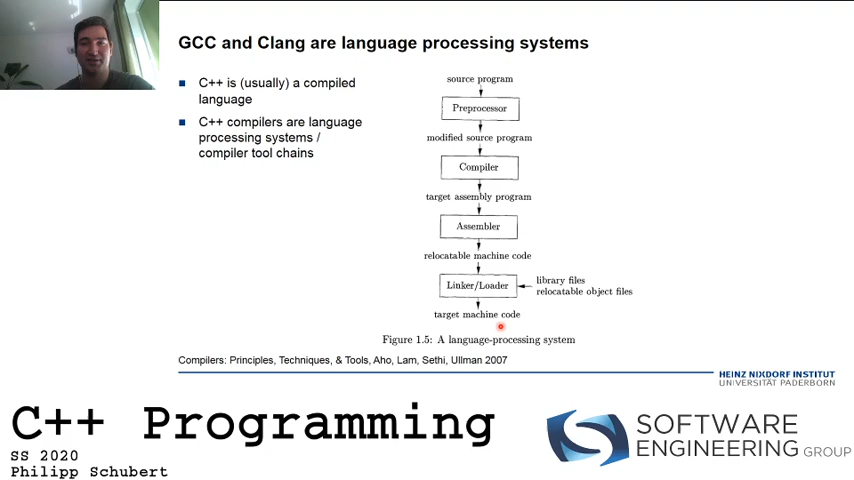 GCC and Clang are language processing systems
C++ is (usually) a compiled
language
C++ compilers are language
processing systems /
compiler tool chains
source program
Preprocessor
modified source program
Compiler
target assembly program
Assembler
relocatable machine code
Linker/Loader
library files
relocatable object files
target machine code
Figure 1.5: A language-processing system
Compilers: Principles, Techniques, & Tools, Aho, Lam, Sethi, Ullman 2007
HEINZ NIXDORF INSTITUT
UNIVERSITÄT PADERBORN
C++ Programming
SS 2020
Philipp Schubert
SOFTWARE
ENGINEERING GROUP